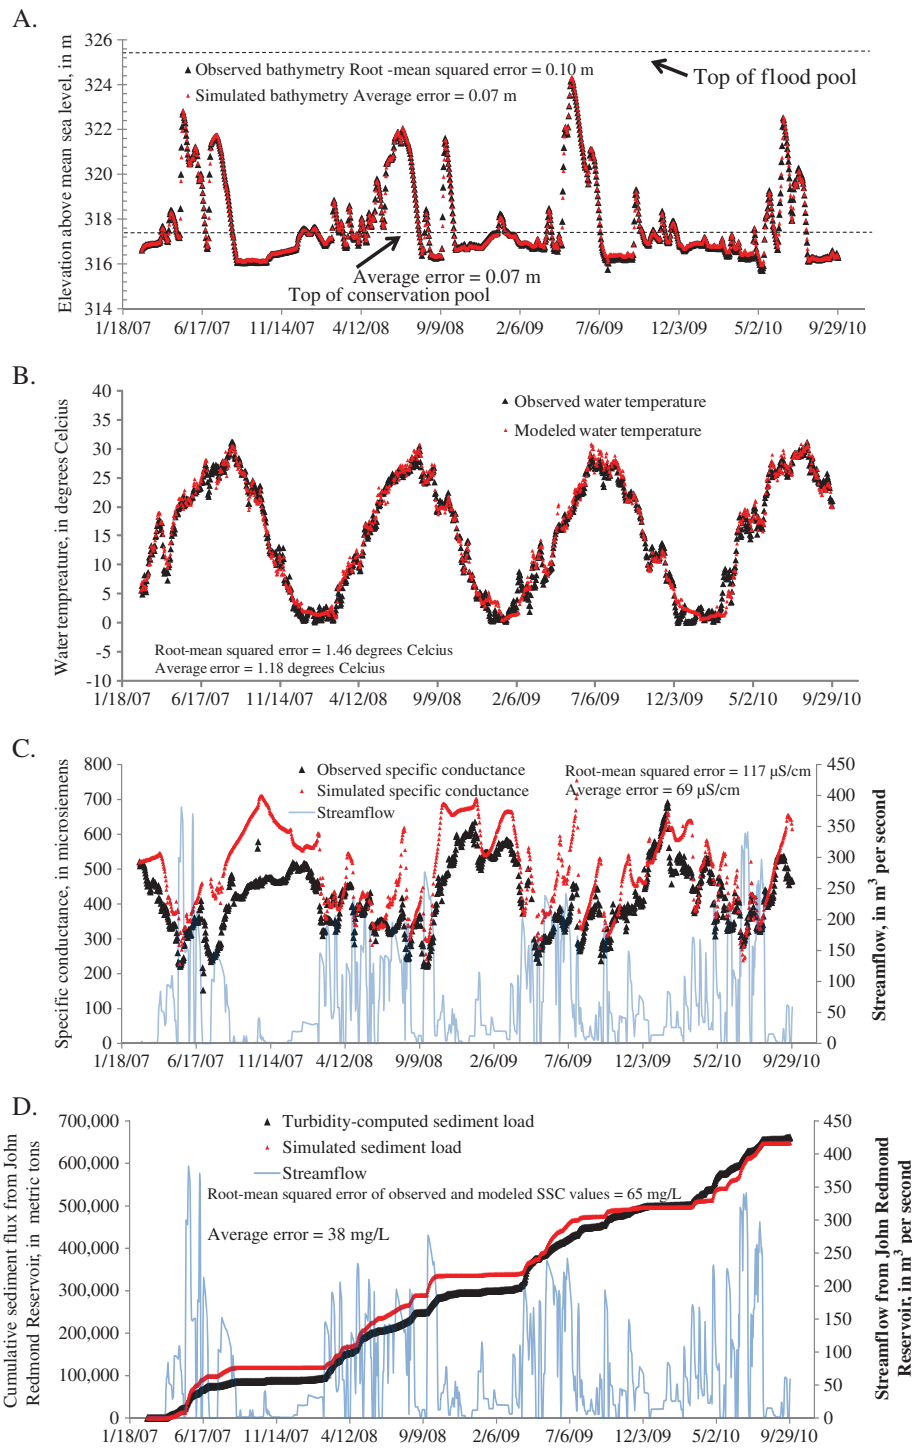 A.
326
324
322
320
318
316
314
Elevation above mean sea level, in m
Observed bathymetry Root -mean squared error = 0.10 m
Simulated bathymetry Average error = 0.07 m
Top of flood pool
Average error = 0.07 m
Top of conservation pool
1/18/07 6/17/07 11/14/07 4/12/08 9/9/08 2/6/09 7/6/09 12/3/09 5/2/10 9/29/10
B.
40
35
30
25
20
15
10
5
0
-5
-10
Water tempreature, in degrees Celcius
Observed water temperature
Modeled water temperature
Root-mean squared error = 1.46 degrees Celcius
Average error = 1.18 degrees Celcius
1/18/07 6/17/07 11/14/07 4/12/08 9/9/08 2/6/09 7/6/09 12/3/09 5/2/10 9/29/10
C.
800
700
600
500
400
300
200
100
0
Specific conductance, in microsiemens
Observed specific conductance
Simulated specific conductance
Streamflow
Root-mean squared error = 117 µS/cm
Average error = 69 µS/cm
450
400
350
300
250
200
150
100
50
0
Streamflow, in m³ per second
1/18/07 6/17/07 11/14/07 4/12/08 9/9/08 2/6/09 7/6/09 12/3/09 5/2/10 9/29/10
D.
700,000
600,000
500,000
400,000
300,000
200,000
100,000
0
Cumulative sediment flux from John
Redmond Reservoir, in metric tons
Turbidity-computed sediment load
Simulated sediment load
Streamflow
Root-mean squared error of observed and modeled SSC values = 65 mg/L
Average error = 38 mg/L
450
400
350
300
250
200
150
100
50
0
Streamflow from John Redmond
Reservoir, in m³ per second
1/18/07 6/17/07 11/14/07 4/12/08 9/9/08 2/6/09 7/6/09 12/3/09 5/2/10 9/29/10